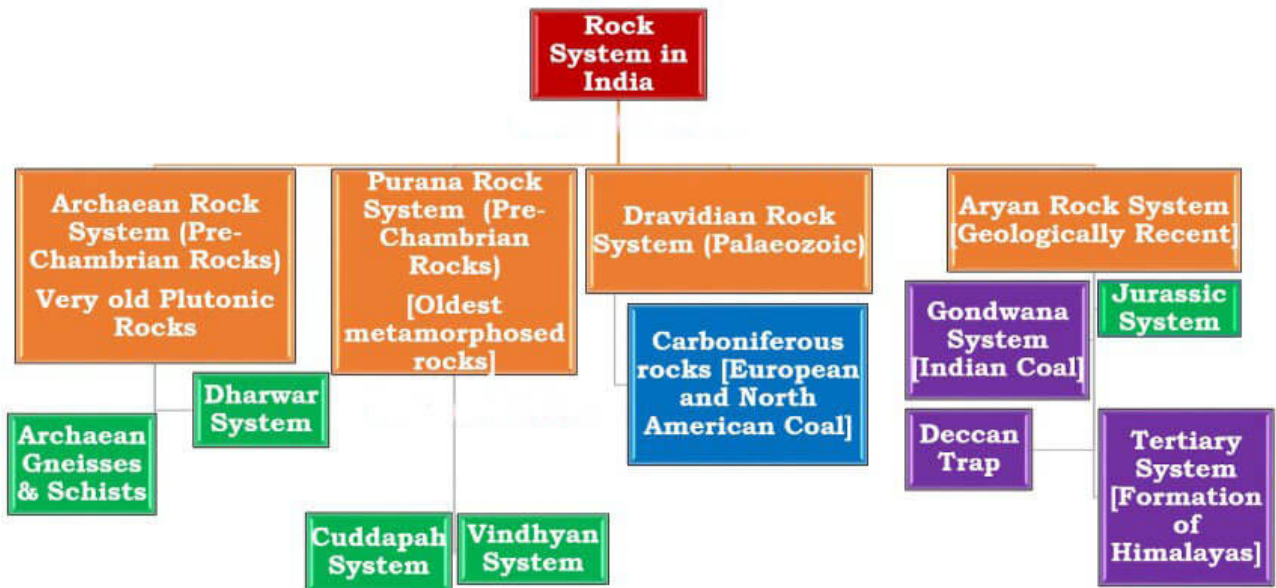 Rock
System in
India
Archaean Rock
System (Pre-
Chambrian Rocks)
Very old Plutonic
Rocks
Purana Rock
System (Pre-
Chambrian
Rocks)
[Oldest
metamorphosed
rocks]
Dravidian Rock
System (Palaeozoic)
Aryan Rock System
[Geologically Recent]
Archaean
Gneisses
& Schists
Dharwar
System
Cuddapah
System
Vindhyan
System
Carboniferous
rocks [European
and North
American Coal]
Gondwana
System
[Indian Coal]
Jurassic
System
Deccan
Trap
Tertiary
System
[Formation
of
Himalayas]